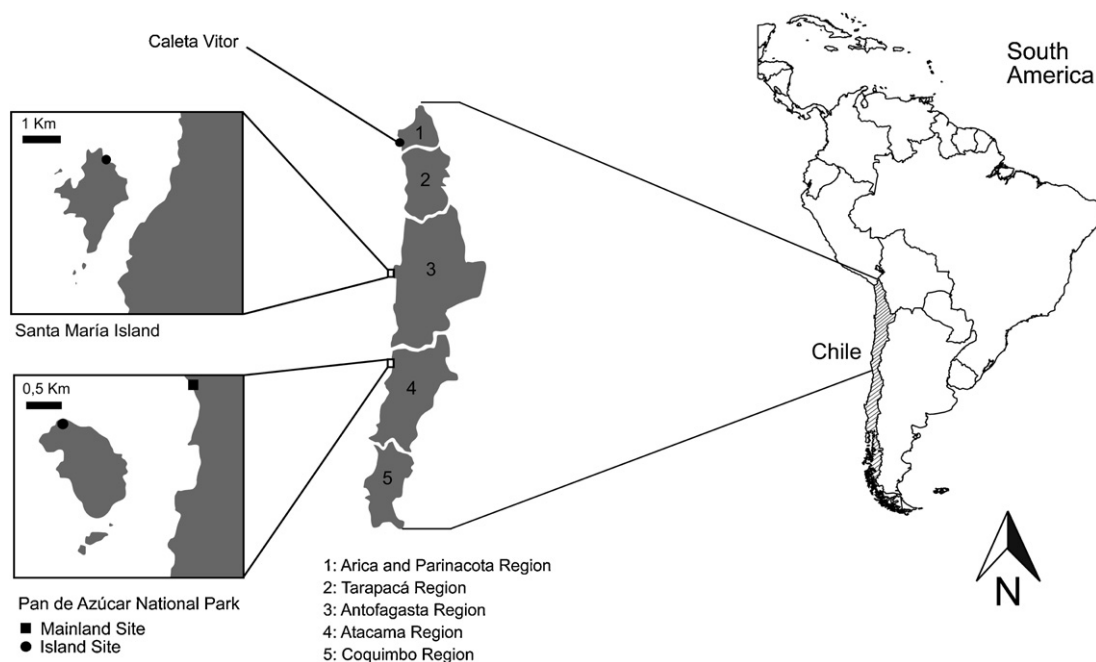 Caleta Vitor
South
America
1 Km
1
2
3
Santa María Island
Chile
0,5 Km
4
5
1: Arica and Parinacota Region
2: Tarapacá Region
3: Antofagasta Region
4: Atacama Region
5: Coquimbo Region
Pan de Azúcar National Park
Mainland Site
Island Site
N